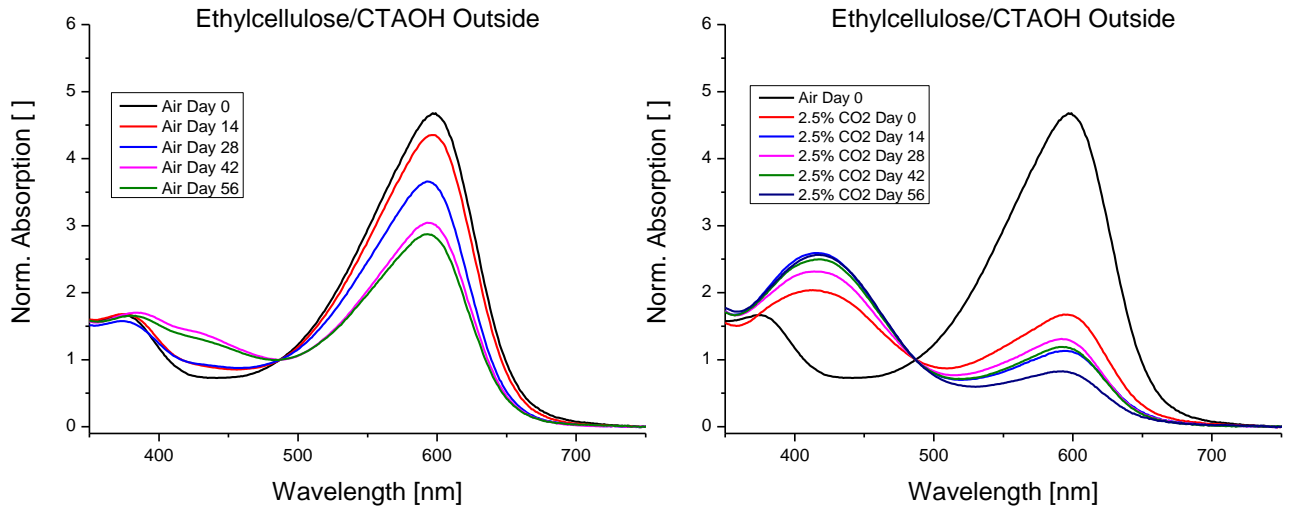 Ethylcellulose/CTAOH Outside
6
5
4
3
2
1
0
Norm. Absorption [ ]
Air Day 0
Air Day 14
Air Day 28
Air Day 42
Air Day 56
400
500
600
700
Wavelength [nm]
Ethylcellulose/CTAOH Outside
6
5
4
3
2
1
0
Norm. Absorption [ ]
Air Day 0
2.5% CO2 Day 0
2.5% CO2 Day 14
2.5% CO2 Day 28
2.5% CO2 Day 42
2.5% CO2 Day 56
400
500
600
700
Wavelength [nm]